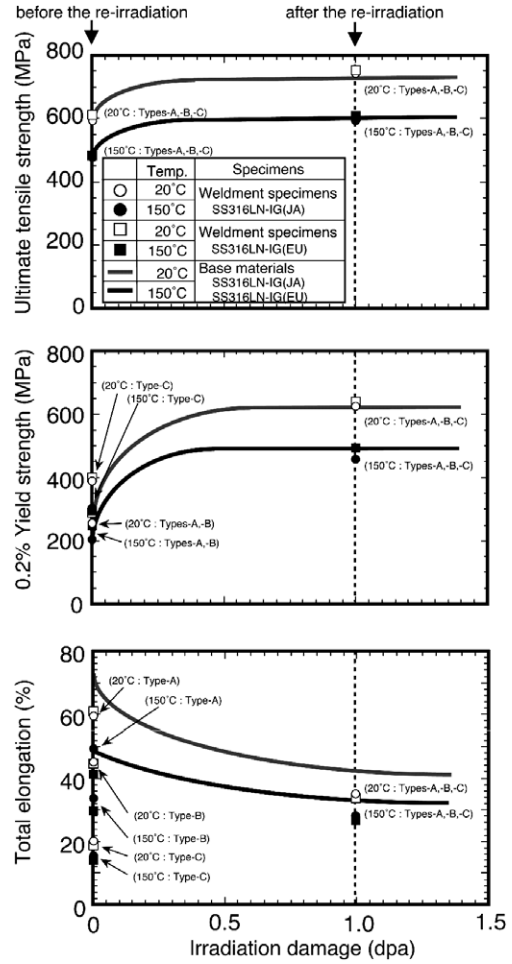 before the re-irradiation
after the re-irradiation
Ultimate tensile strength (MPa)
800
600
400
200
0
(20˚C : Types-A,-B,-C)
(20˚C : Types-A,-B,-C)
(150˚C : Types-A,-B,-C)
(150˚C : Types-A,-B,-C)
Temp. Specimens
20˚C Weldment specimens
150˚C SS316LN-IG(JA)
20˚C Weldment specimens
150˚C SS316LN-IG(EU)
20˚C Base materials
SS316LN-IG(JA)
150˚C SS316LN-IG(EU)
0.2% Yield strength (MPa)
800
600
400
200
0
(20˚C : Type-C)
(150˚C : Type-C)
(20˚C : Types-A,-B,-C)
(150˚C : Types-A,-B,-C)
(20˚C : Types-A,-B)
(150˚C : Types-A,-B)
Total elongation (%)
80
60
40
20
0
(20˚C : Type-A)
(150˚C : Type-A)
(20˚C : Types-A,-B,-C)
(150˚C : Types-A,-B,-C)
(20˚C : Type-B)
(150˚C : Type-B)
(20˚C : Type-C)
(150˚C : Type-C)
0 0.5 1.0 1.5
Irradiation damage (dpa)